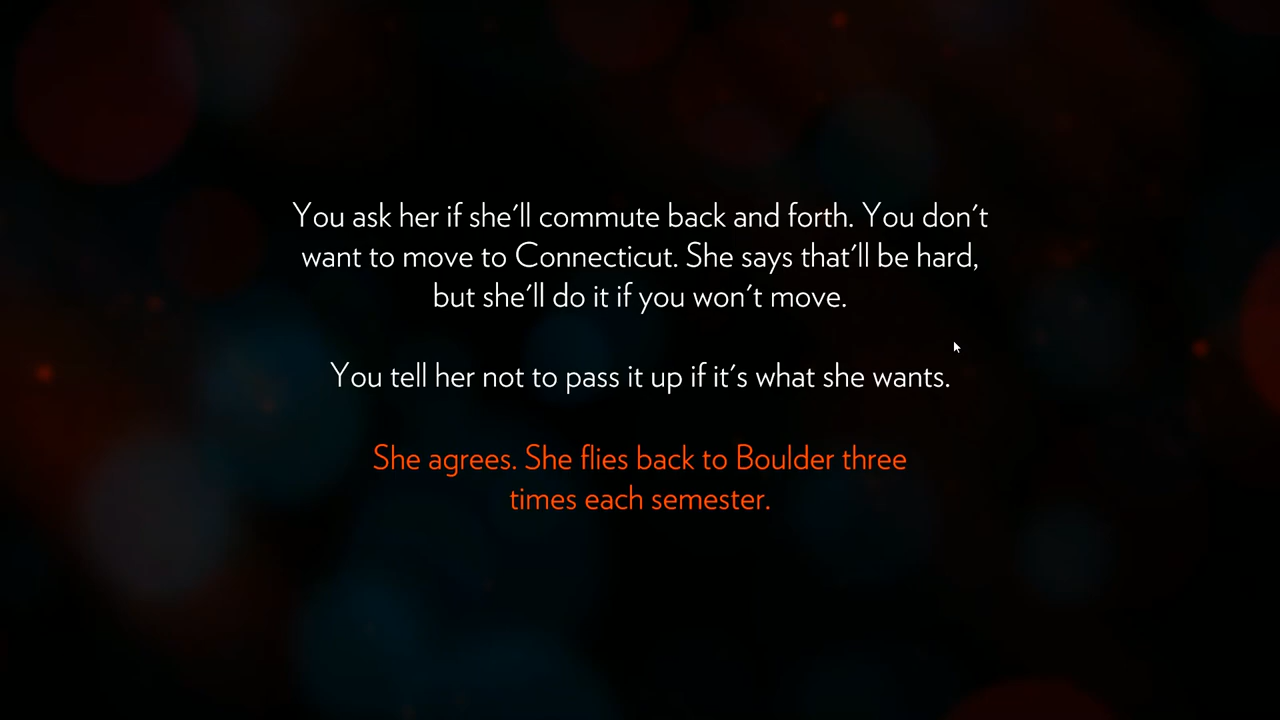 You ask her if she'll commute back and forth. You don't
want to move to Connecticut. She says that'll be hard,
but she'll do it if you won't move.
You tell her not to pass it up if it's what she wants.
She agrees. She flies back to Boulder three
times each semester.